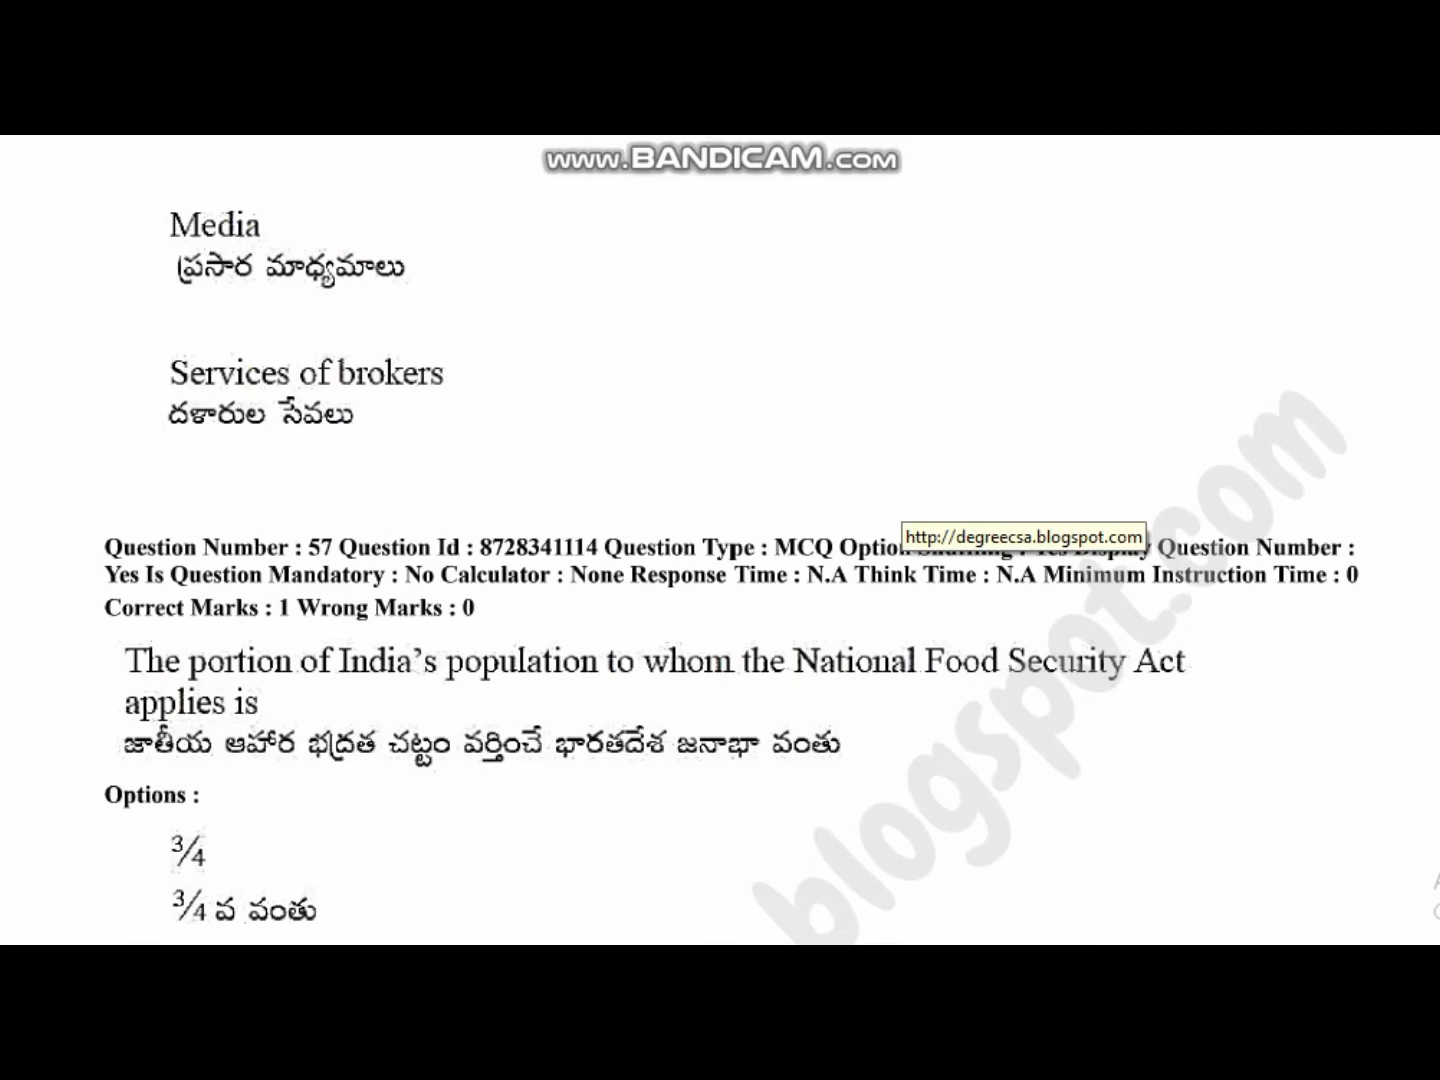 www.BANDICAM.com
Media
ప్రసార మాధ్యమాలు
Services of brokers
దళారుల సేవలు
http://degreecsa.blogspot.com
Question Number : 57 Question Id : 8728341114 Question Type : MCQ Option Shuffling : Yes Display Question Number :
Yes Is Question Mandatory : No Calculator : None Response Time : N.A Think Time : N.A Minimum Instruction Time : 0
Correct Marks : 1 Wrong Marks : 0
The portion of India's population to whom the National Food Security Act
applies is
జాతీయ ఆహార భద్రత చట్టం వర్తించే భారతదేశ జనాభా వంతు
Options :
3/4
3/4 వ వంతు
blogspot.com